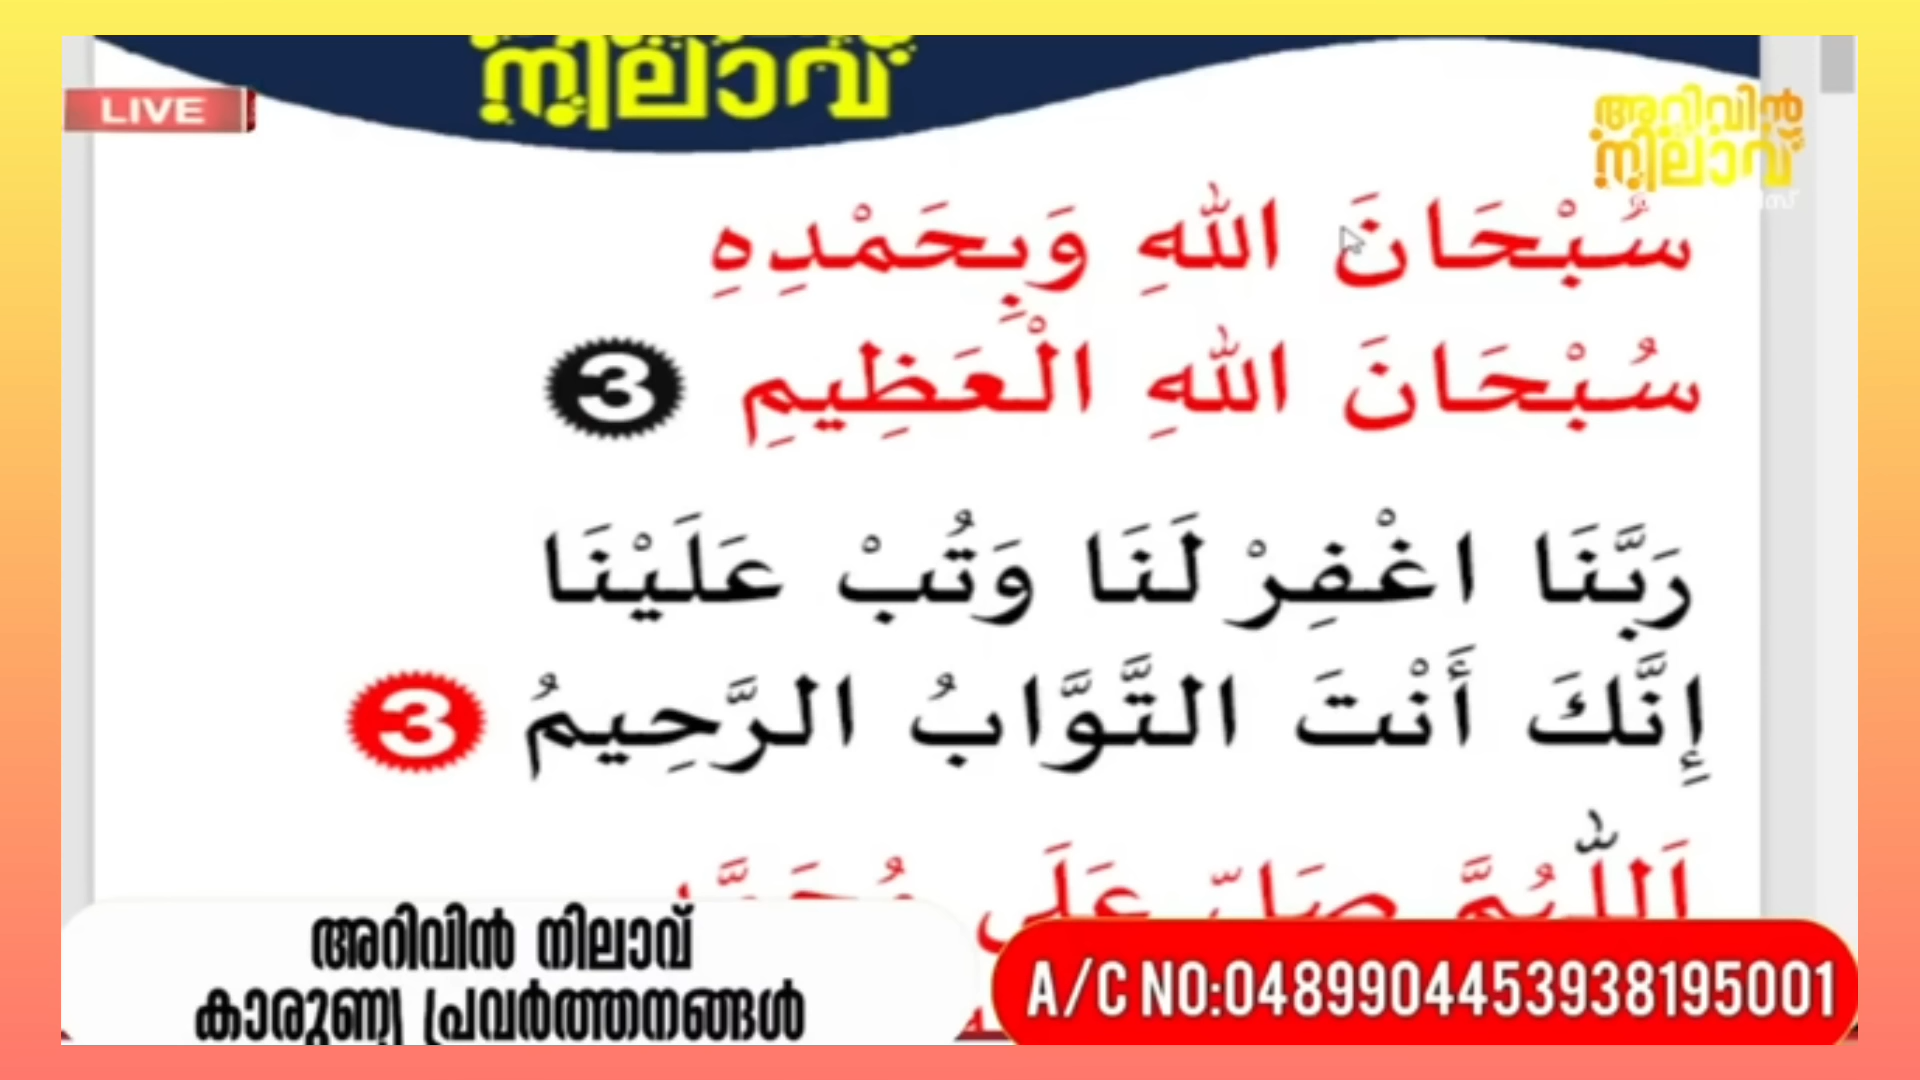 നിലാവ്
LIVE
അറിവിൻ
നിലാവ്
سُبْحَانَ اللهِ وَبِحَمْدِهِ
سُبْحَانَ اللهِ الْعَظِيمِ 3
رَبَّنَا اغْفِرْ لَنَا وَتُبْ عَلَيْنَا
إِنَّكَ أَنْتَ التَّوَّابُ الرَّحِيمُ 3
اَللّٰهُمَّ صَلِّ عَلَى
അറിവിൻ നിലാവ്
കാരുണ്യ പ്രവർത്തനങ്ങൾ
A/C NO:0489904453938195001